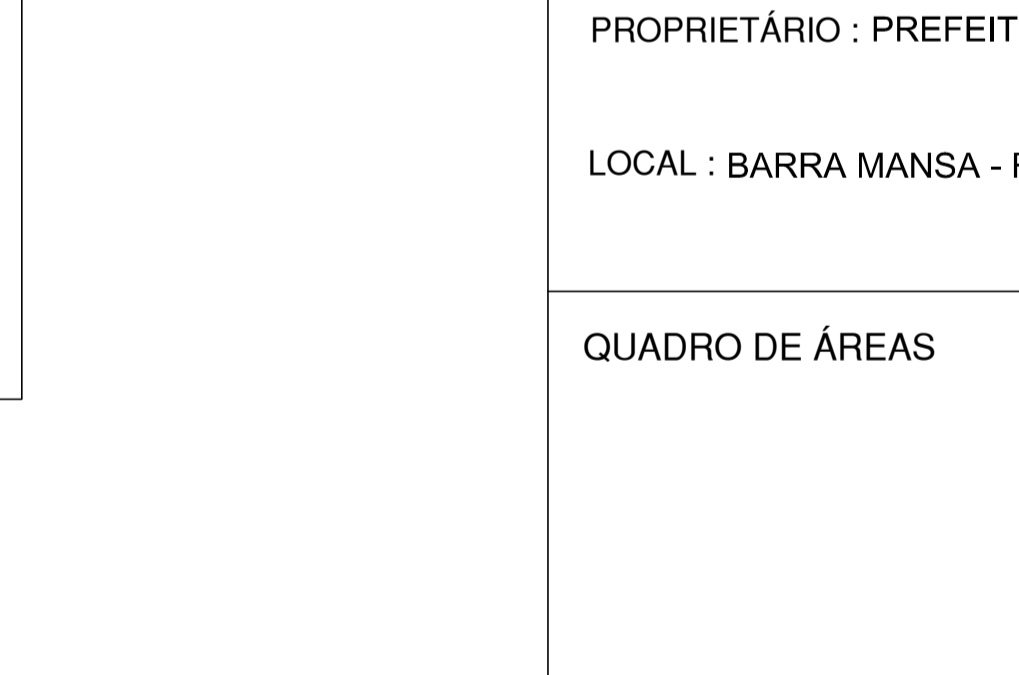 PROPRIETÁRIO : PREFEIT
LOCAL : BARRA MANSA -
QUADRO DE ÁREAS